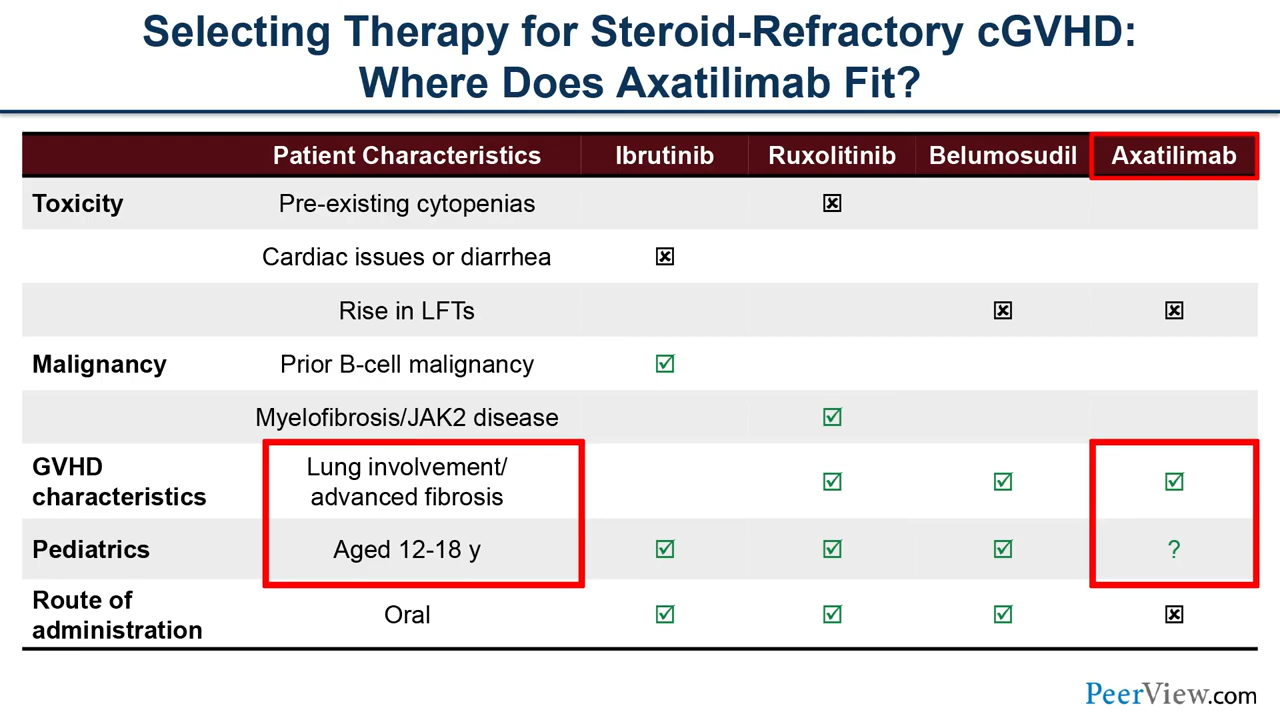 Selecting Therapy for Steroid-Refractory cGVHD:
Where Does Axatilimab Fit?
Patient Characteristics Ibrutinib Ruxolitinib Belumosudil Axatilimab
Toxicity Pre-existing cytopenias ☒
Cardiac issues or diarrhea ☒
Rise in LFTs ☒ ☒
Malignancy Prior B-cell malignancy ☑
Myelofibrosis/JAK2 disease ☑
GVHD
characteristics
Lung involvement/
advanced fibrosis
☑ ☑ ☑
Pediatrics Aged 12-18 y ☑ ☑ ☑ ?
Route of
administration
Oral ☑ ☑ ☑ ☒
PeerView.com